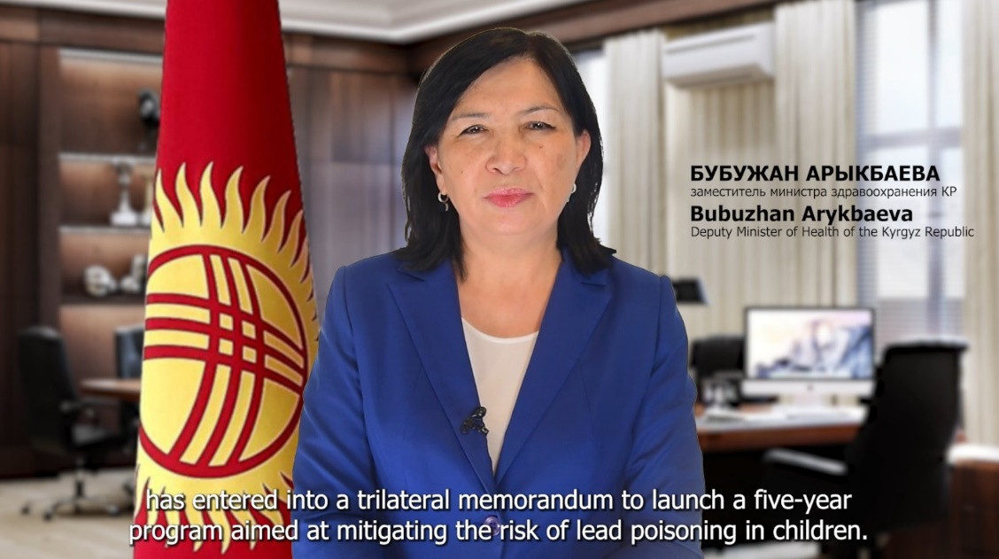 БУБУЖАН АРЫКБАЕВА
заместитель министра здравоохранения КР
Bubuzhan Arykbaeva
Deputy Minister of Health of the Kyrgyz Republic
has entered into a trilateral memorandum to launch a five-year
program aimed at mitigating the risk of lead poisoning in children.